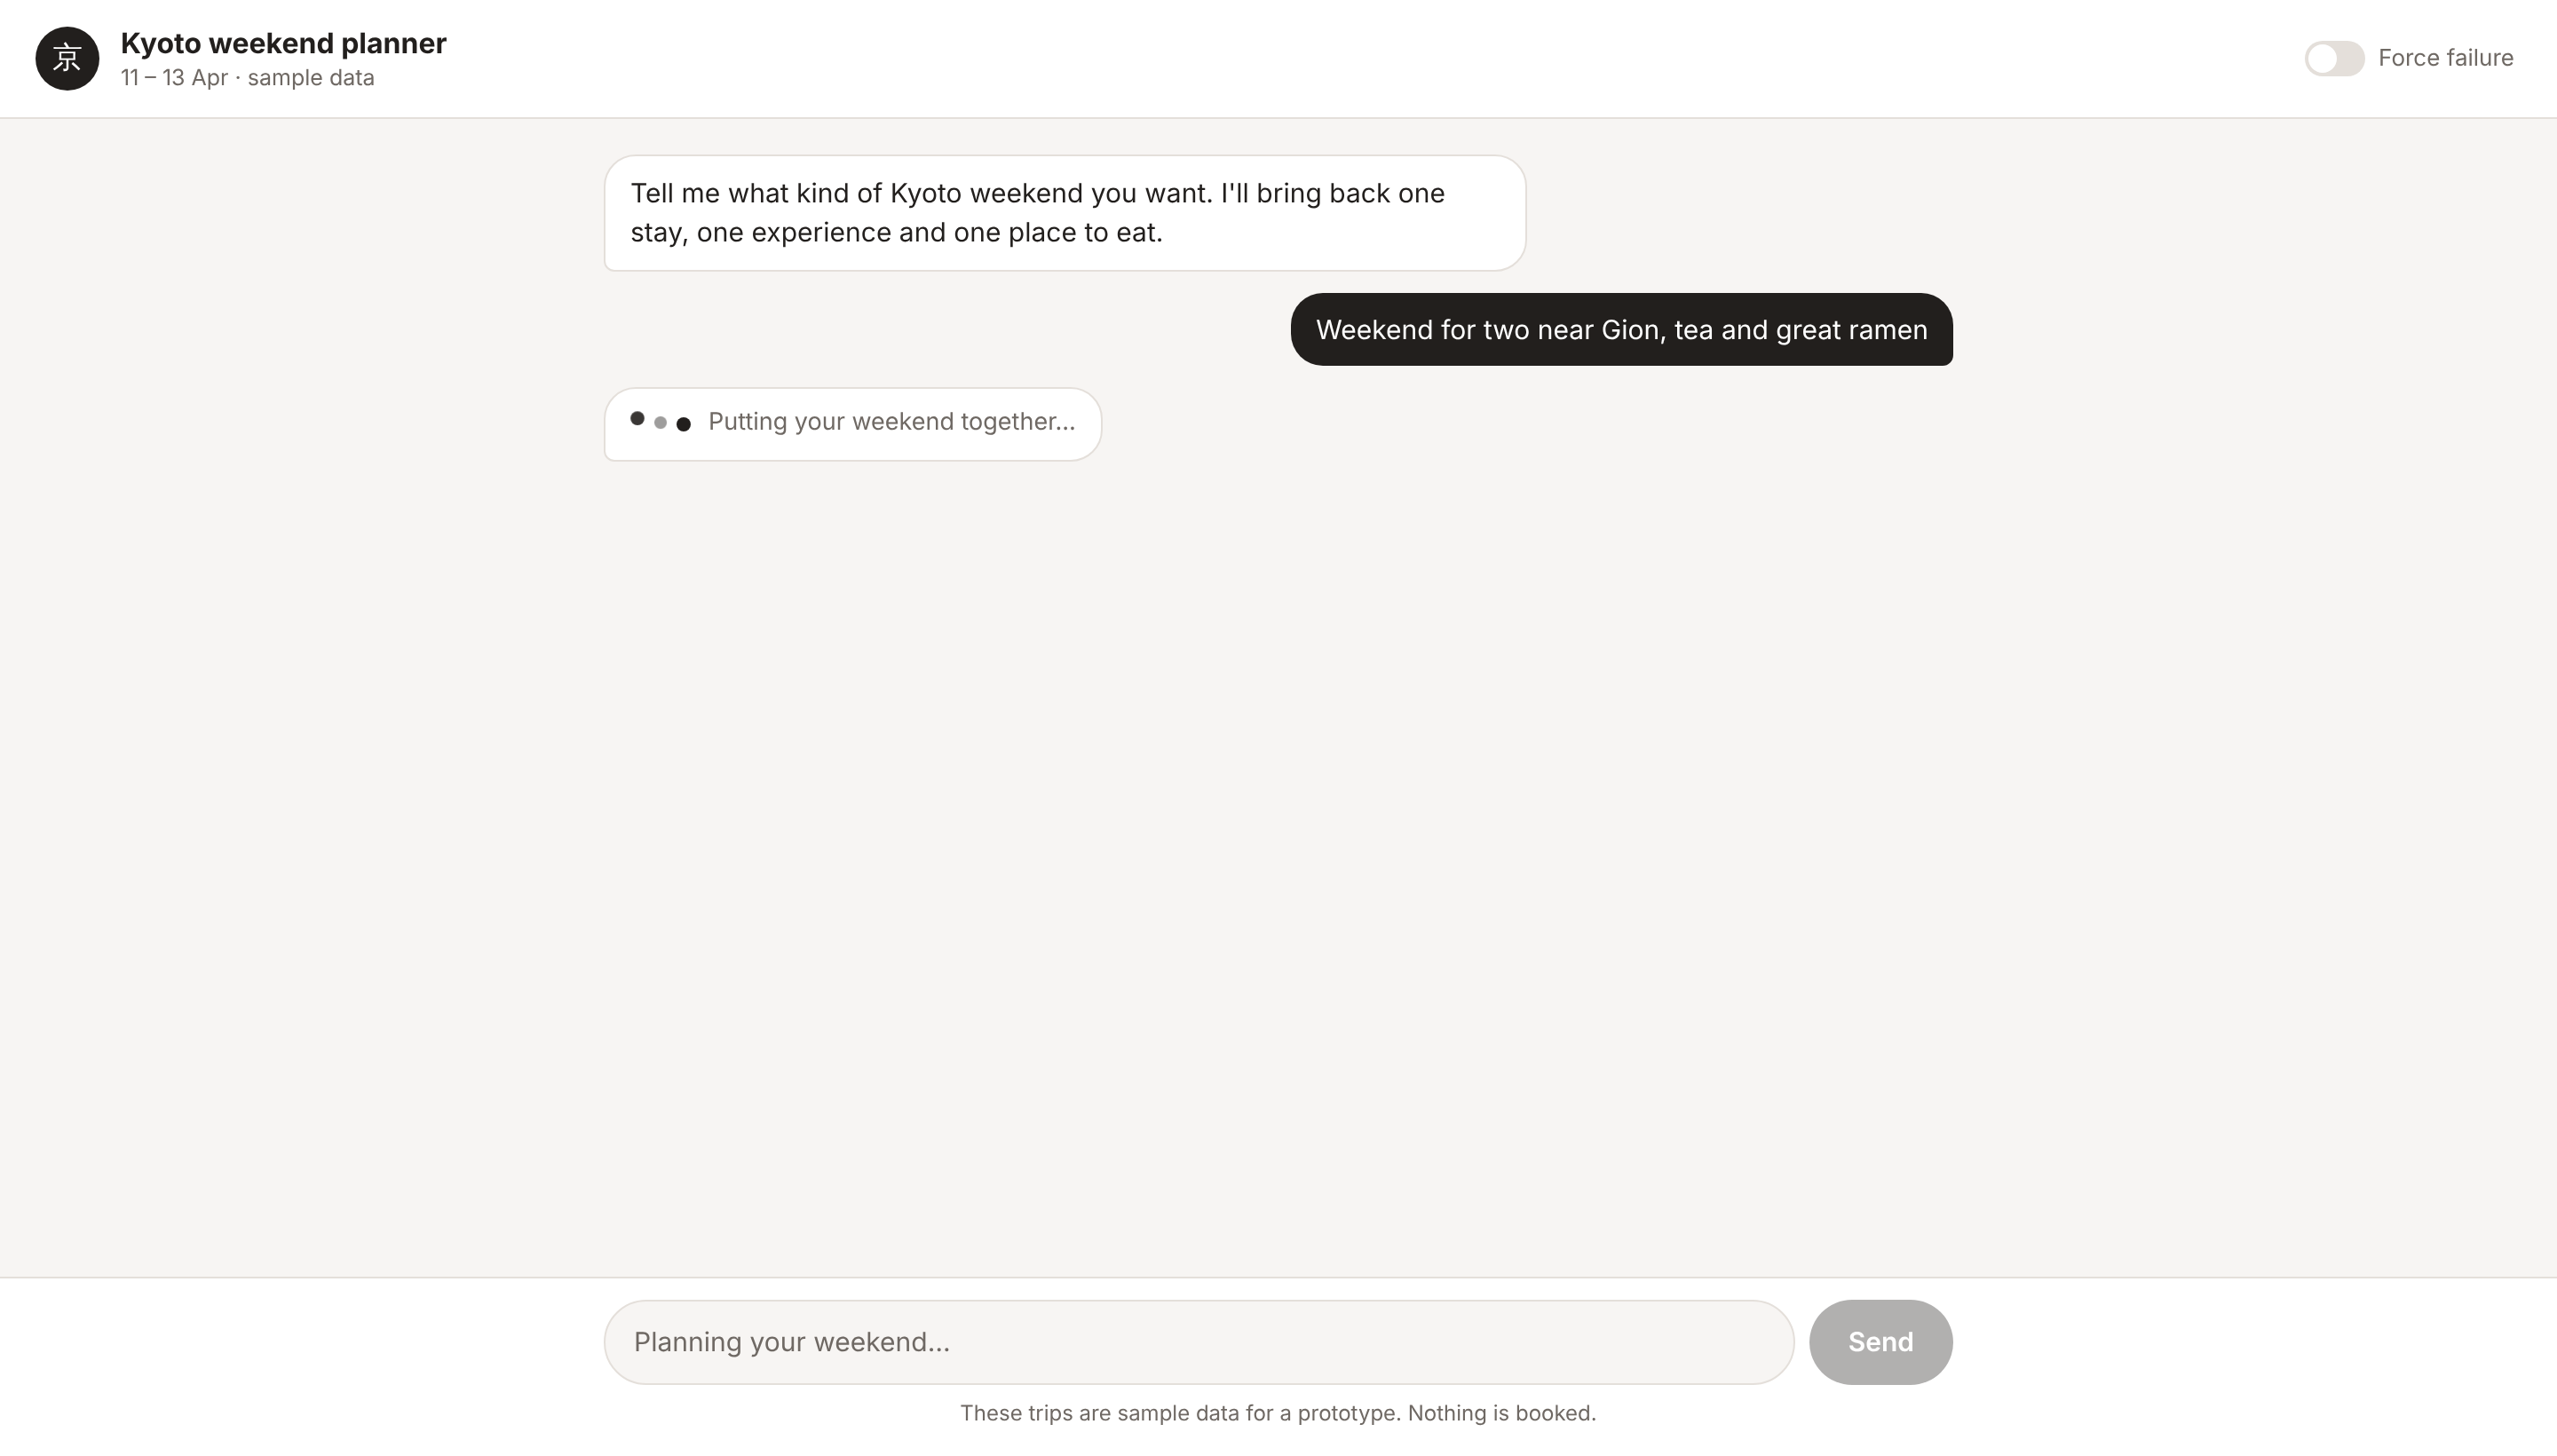 京
Kyoto weekend planner
11 – 13 Apr · sample data
Force failure
Tell me what kind of Kyoto weekend you want. I'll bring back one
stay, one experience and one place to eat.
Weekend for two near Gion, tea and great ramen
Putting your weekend together…
Planning your weekend…
Send
These trips are sample data for a prototype. Nothing is booked.